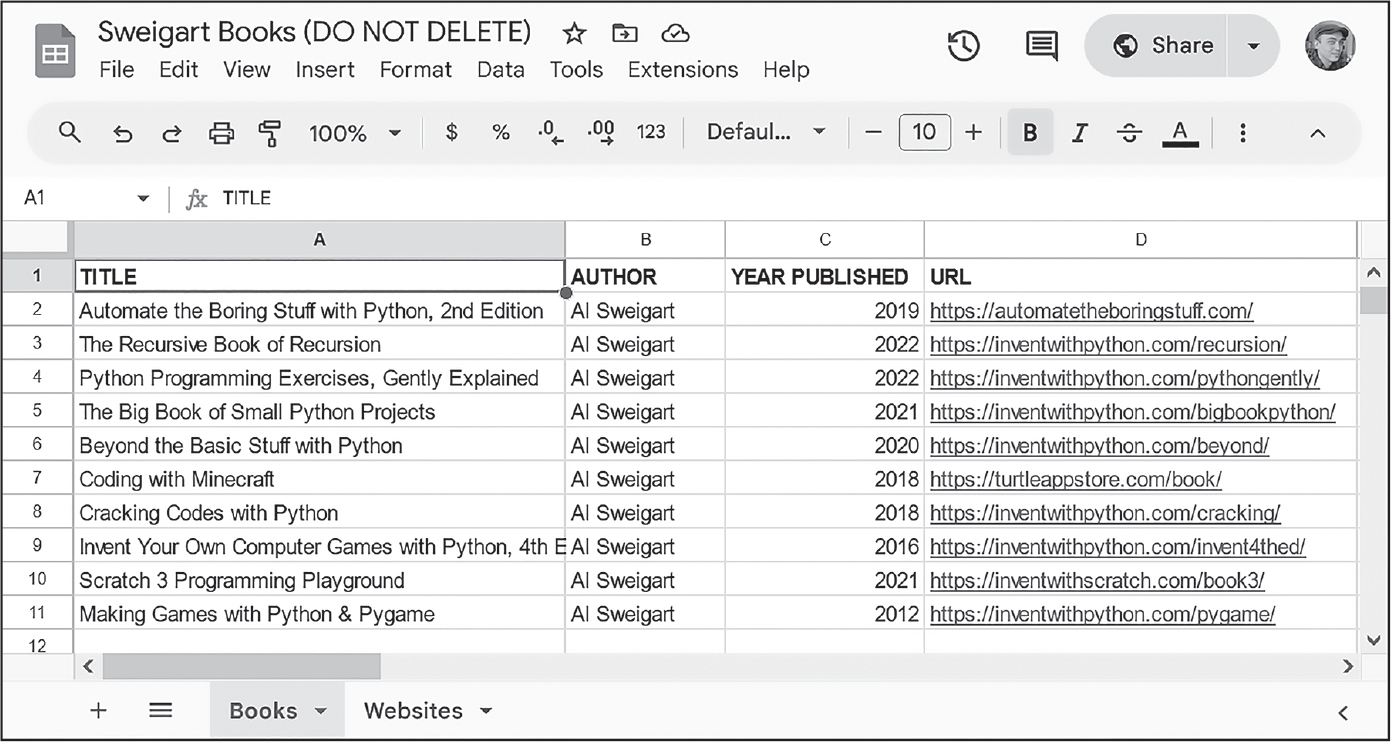 Sweigart Books (DO NOT DELETE)
File Edit View Insert Format Data Tools Extensions Help
Share
100% $ % .0 .00 123 Defaul... − 10 + B I S A
A1 fx TITLE
A B C D
1 TITLE AUTHOR YEAR PUBLISHED URL
2 Automate the Boring Stuff with Python, 2nd Edition Al Sweigart 2019 https://automatetheboringstuff.com/
3 The Recursive Book of Recursion Al Sweigart 2022 https://inventwithpython.com/recursion/
4 Python Programming Exercises, Gently Explained Al Sweigart 2022 https://inventwithpython.com/pythongently/
5 The Big Book of Small Python Projects Al Sweigart 2021 https://inventwithpython.com/bigbookpython/
6 Beyond the Basic Stuff with Python Al Sweigart 2020 https://inventwithpython.com/beyond/
7 Coding with Minecraft Al Sweigart 2018 https://turtleappstore.com/book/
8 Cracking Codes with Python Al Sweigart 2018 https://inventwithpython.com/cracking/
9 Invent Your Own Computer Games with Python, 4th E Al Sweigart 2016 https://inventwithpython.com/invent4thed/
10 Scratch 3 Programming Playground Al Sweigart 2021 https://inventwithscratch.com/book3/
11 Making Games with Python & Pygame Al Sweigart 2012 https://inventwithpython.com/pygame/
12
+ Books Websites